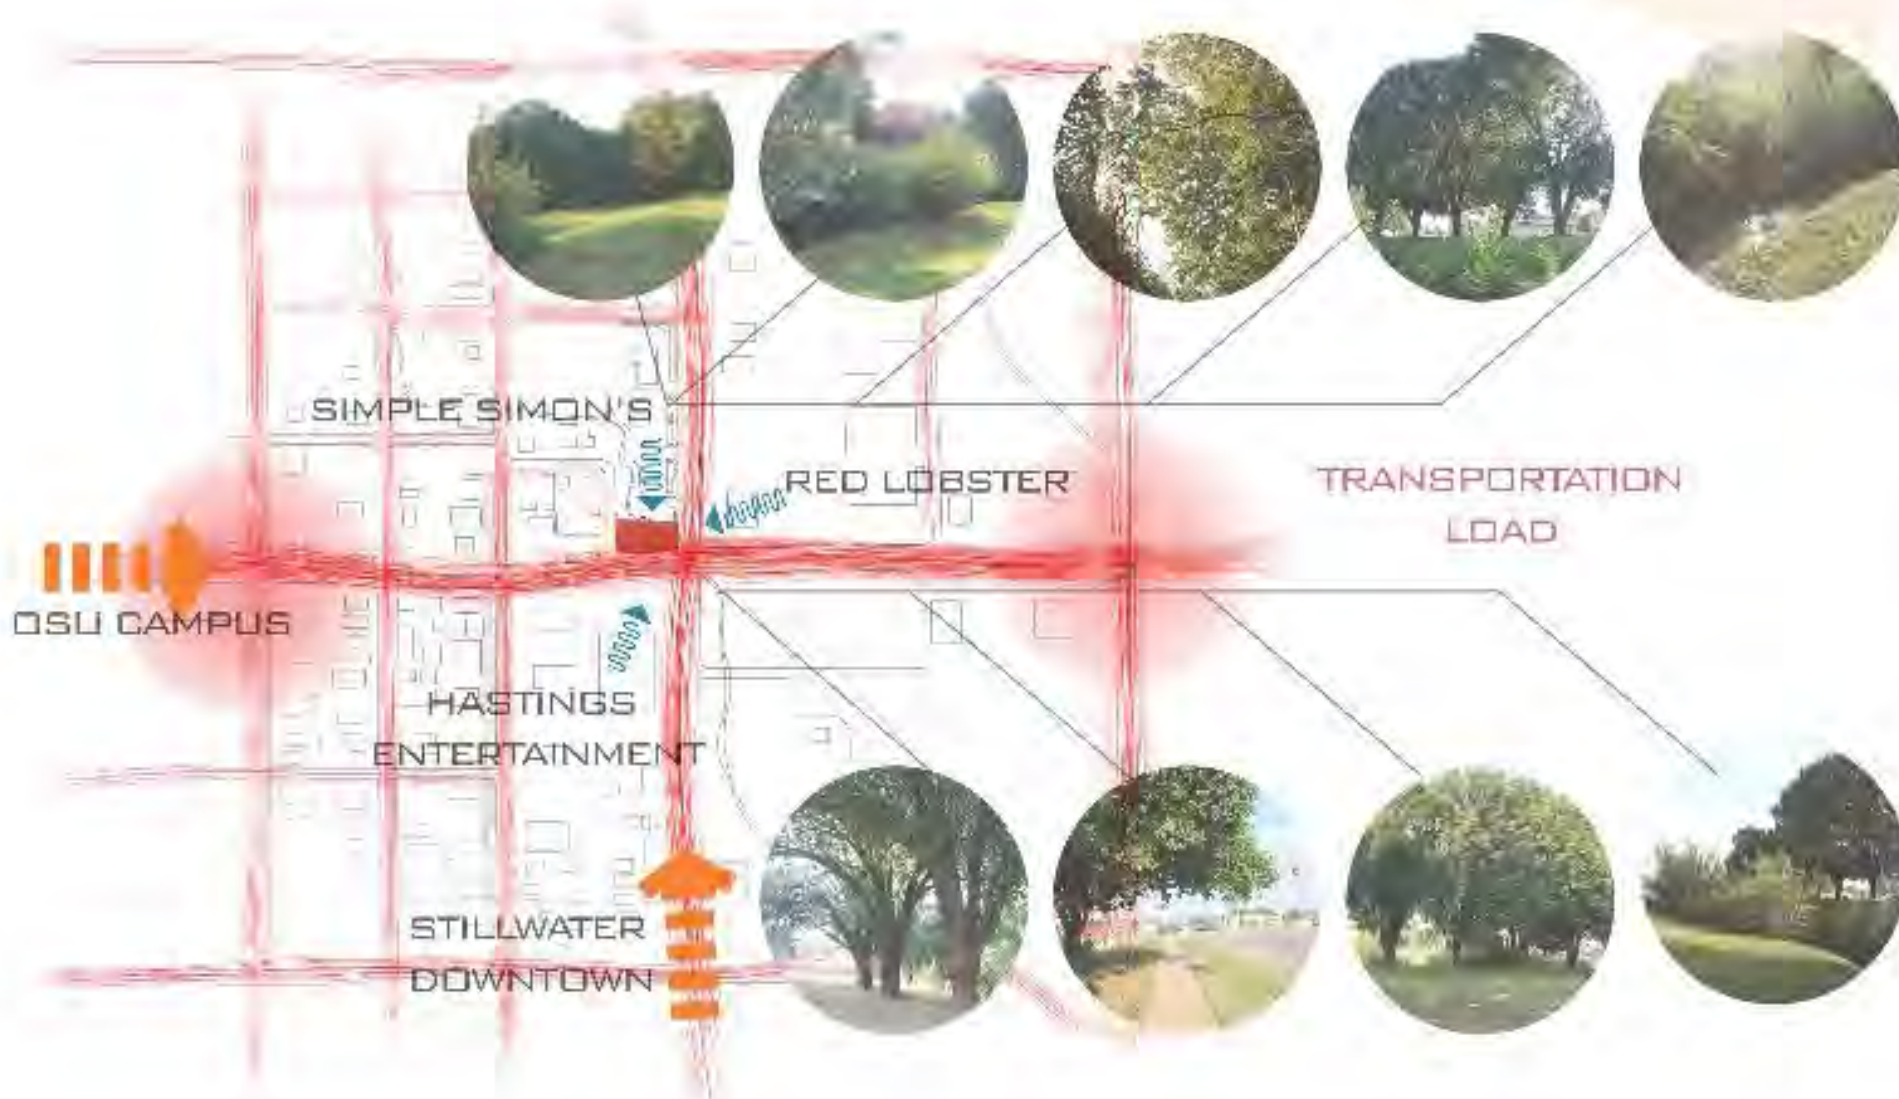 SIMPLE SIMON'S
RED LOBSTER
TRANSPORTATION
LOAD
OSU CAMPUS
HASTINGS
ENTERTAINMENT
STILLWATER
DOWNTOWN